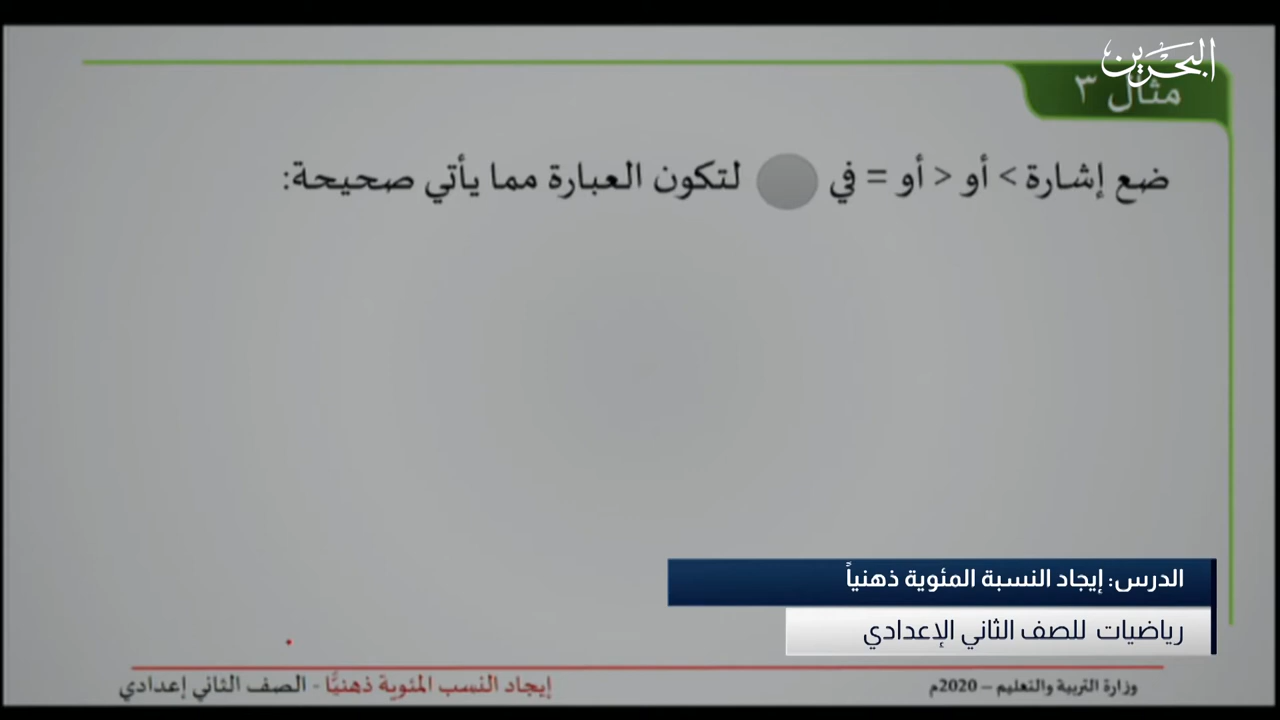 البحرين
مثال ٣
ضع إشارة > أو < أو = في لتكون العبارة مما يأتي صحيحة:
الدرس: إيجاد النسبة المئوية ذهنياً
رياضيات للصف الثاني الإعدادي
وزارة التربية والتعليم – 2020م
إيجاد النسب المئوية ذهنيًّا - الصف الثاني إعدادي